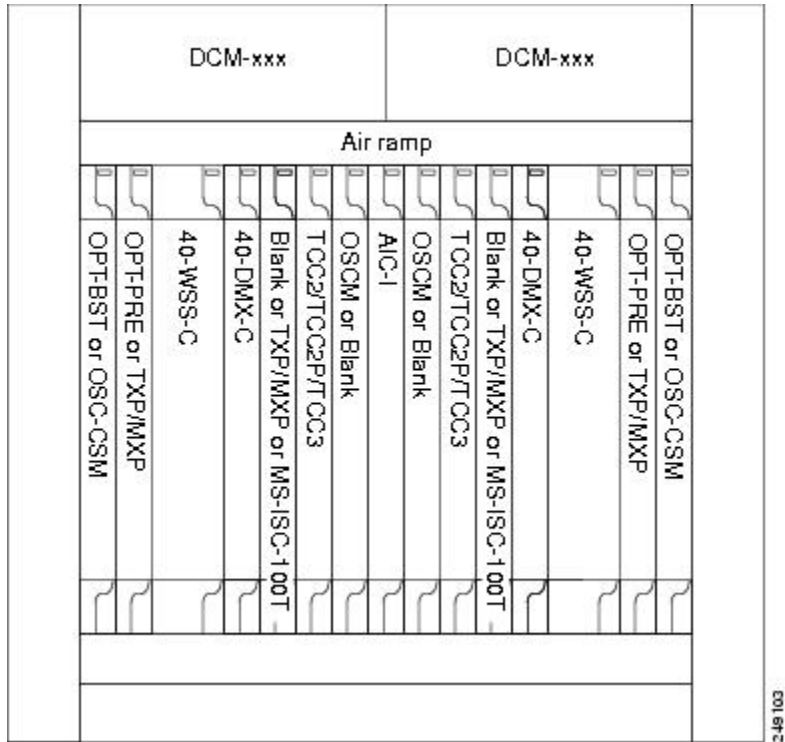 DCM-xxx
DCM-xxx
Air ramp
OPT-BST or OSC-CSM
OPT-PRE or TXP/MXP
40-WSS-C
40-DMX-C
Blank or TXP/MXP or MS-ISC-100T
TCC2/TCC2P/TCC3
OSCM or Blank
AIC-I
OSCM or Blank
TCC2/TCC2P/TCC3
Blank or TXP/MXP or MS-ISC-100T
40-DMX-C
40-WSS-C
OPT-PRE or TXP/MXP
OPT-BST or OSC-CSM
249103